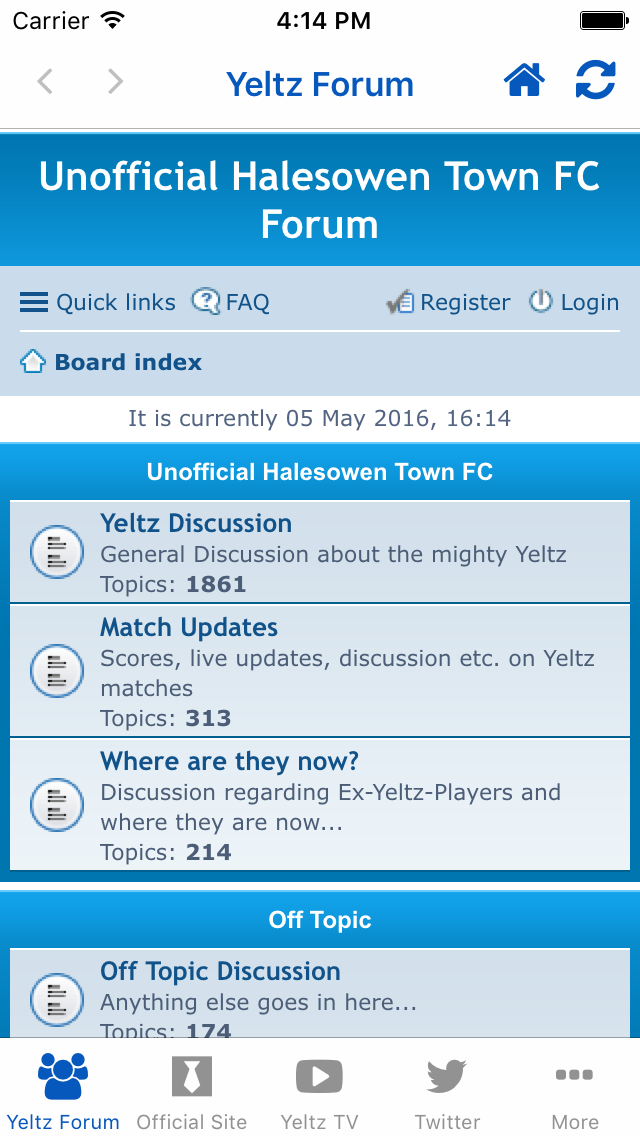 Carrier 4:14 PM
Yeltz Forum
Unofficial Halesowen Town FC
Forum
Quick links FAQ Register Login
Board index
It is currently 05 May 2016, 16:14
Unofficial Halesowen Town FC
Yeltz Discussion
General Discussion about the mighty Yeltz
Topics: 1861
Match Updates
Scores, live updates, discussion etc. on Yeltz
matches
Topics: 313
Where are they now?
Discussion regarding Ex-Yeltz-Players and
where they are now...
Topics: 214
Off Topic
Off Topic Discussion
Anything else goes in here...
Topics: 174
Yeltz Forum Official Site Yeltz TV Twitter More